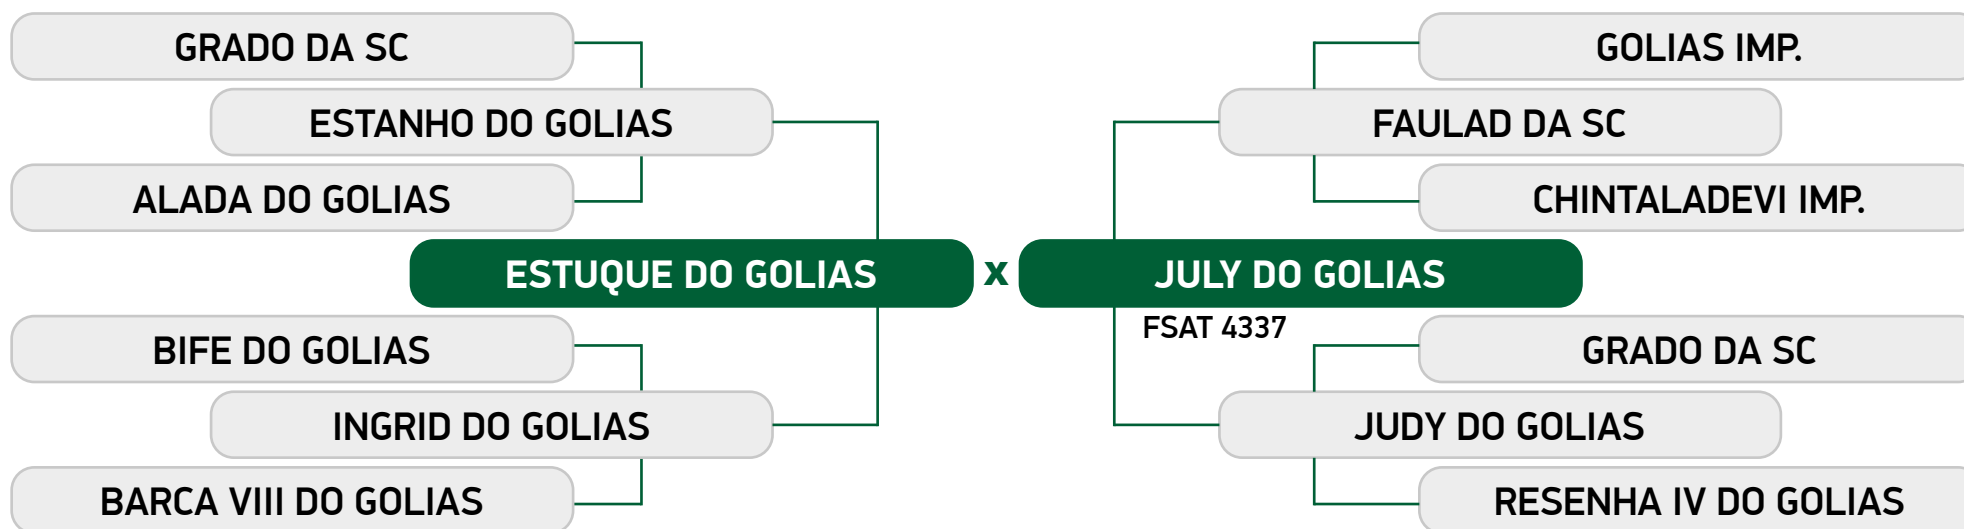 GRADO DA SC
GOLIAS IMP.
ESTANHO DO GOLIAS
FAULAD DA SC
ALADA DO GOLIAS
CHINTALADEVI IMP.
ESTUQUE DO GOLIAS x JULY DO GOLIAS
FSAT 4337
BIFE DO GOLIAS
GRADO DA SC
INGRID DO GOLIAS
JUDY DO GOLIAS
BARCA VIII DO GOLIAS
RESENHA IV DO GOLIAS